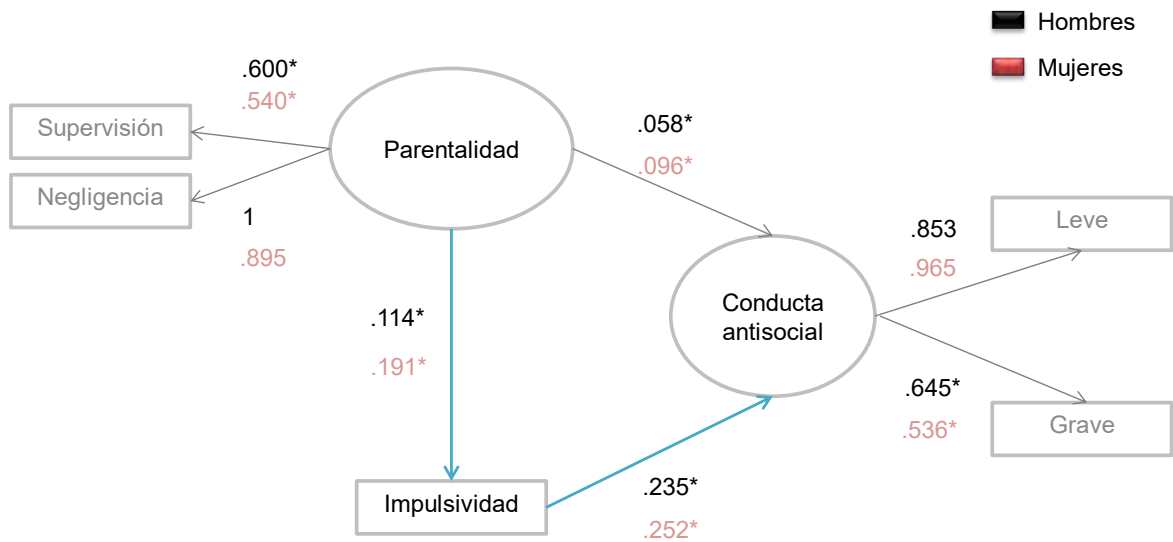 Hombres
Mujeres
.600*
.540*
Supervisión
Negligencia
1
.895
Parentalidad
.058*
.096*
.114*
.191*
Impulsividad
.235*
.252*
Conducta
antisocial
.853
.965
Leve
.645*
.536*
Grave